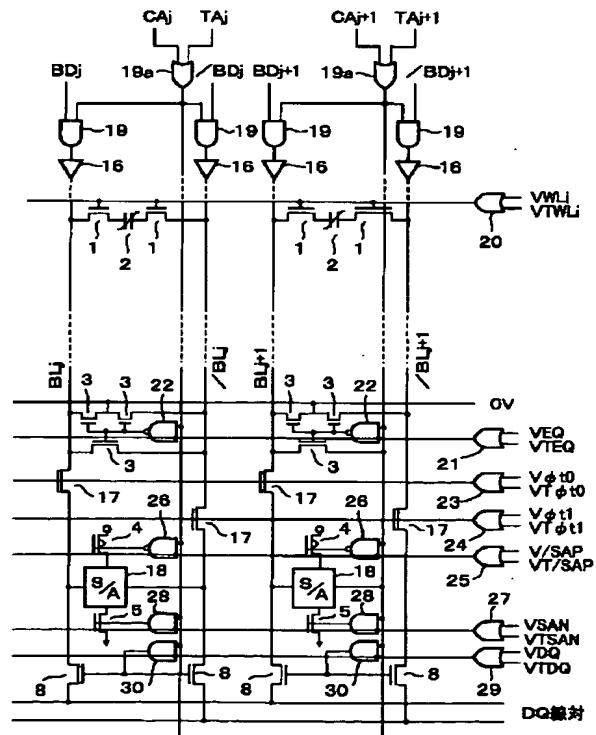 CAj TAj CAj+1 TAj+1
BDj 19a /BDj BDj+1 19a /BDj+1
19 19 19 19
16 16 16 16
VWLi
VTWLi
1 2 1 1 2 1 20
BLj /BLj BLj+1 /BLj+1
3 3 22 3 3 22 0V
VEQ
VTEQ
3 3 21
Vφt0
VTφt0
17 17 23
26 26 Vφt1
VTφt1
4 17 4 17 24
V/SAP
VT/SAP
S/A 18 S/A 18 25
5 28 5 28 27
VSAN
VTSAN
VDQ
VTDQ
8 30 8 8 30 8 29
DQ線対